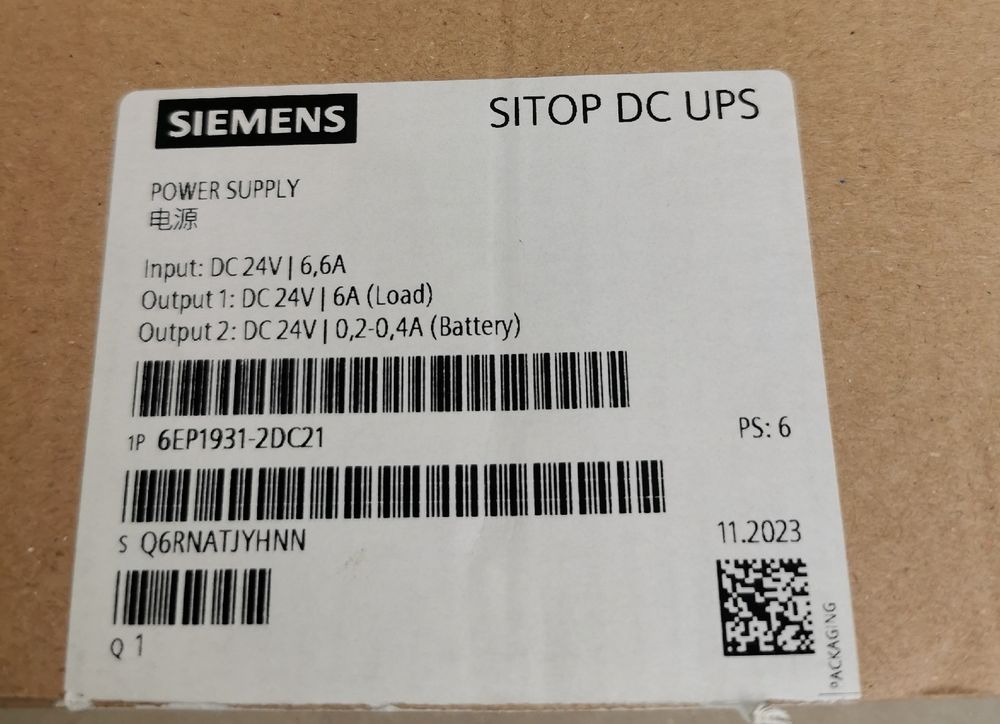 SIEMENS
SITOP DC UPS
POWER SUPPLY
电源
Input: DC 24V | 6,6A
Output 1: DC 24V | 6A (Load)
Output 2: DC 24V | 0,2-0,4A (Battery)
1P 6EP1931-2DC21
PS: 6
S Q6RNATJYHNN
11.2023
Q 1
PACKAGING